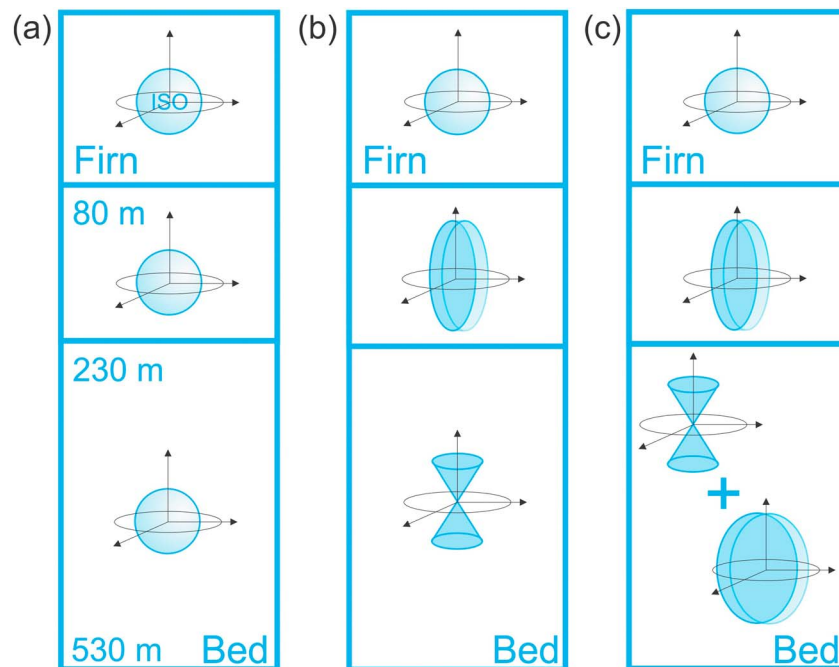 (a)
ISO
Firn
80 m
230 m
530 m
Bed
(b)
Firn
Bed
(c)
Firn
+
Bed